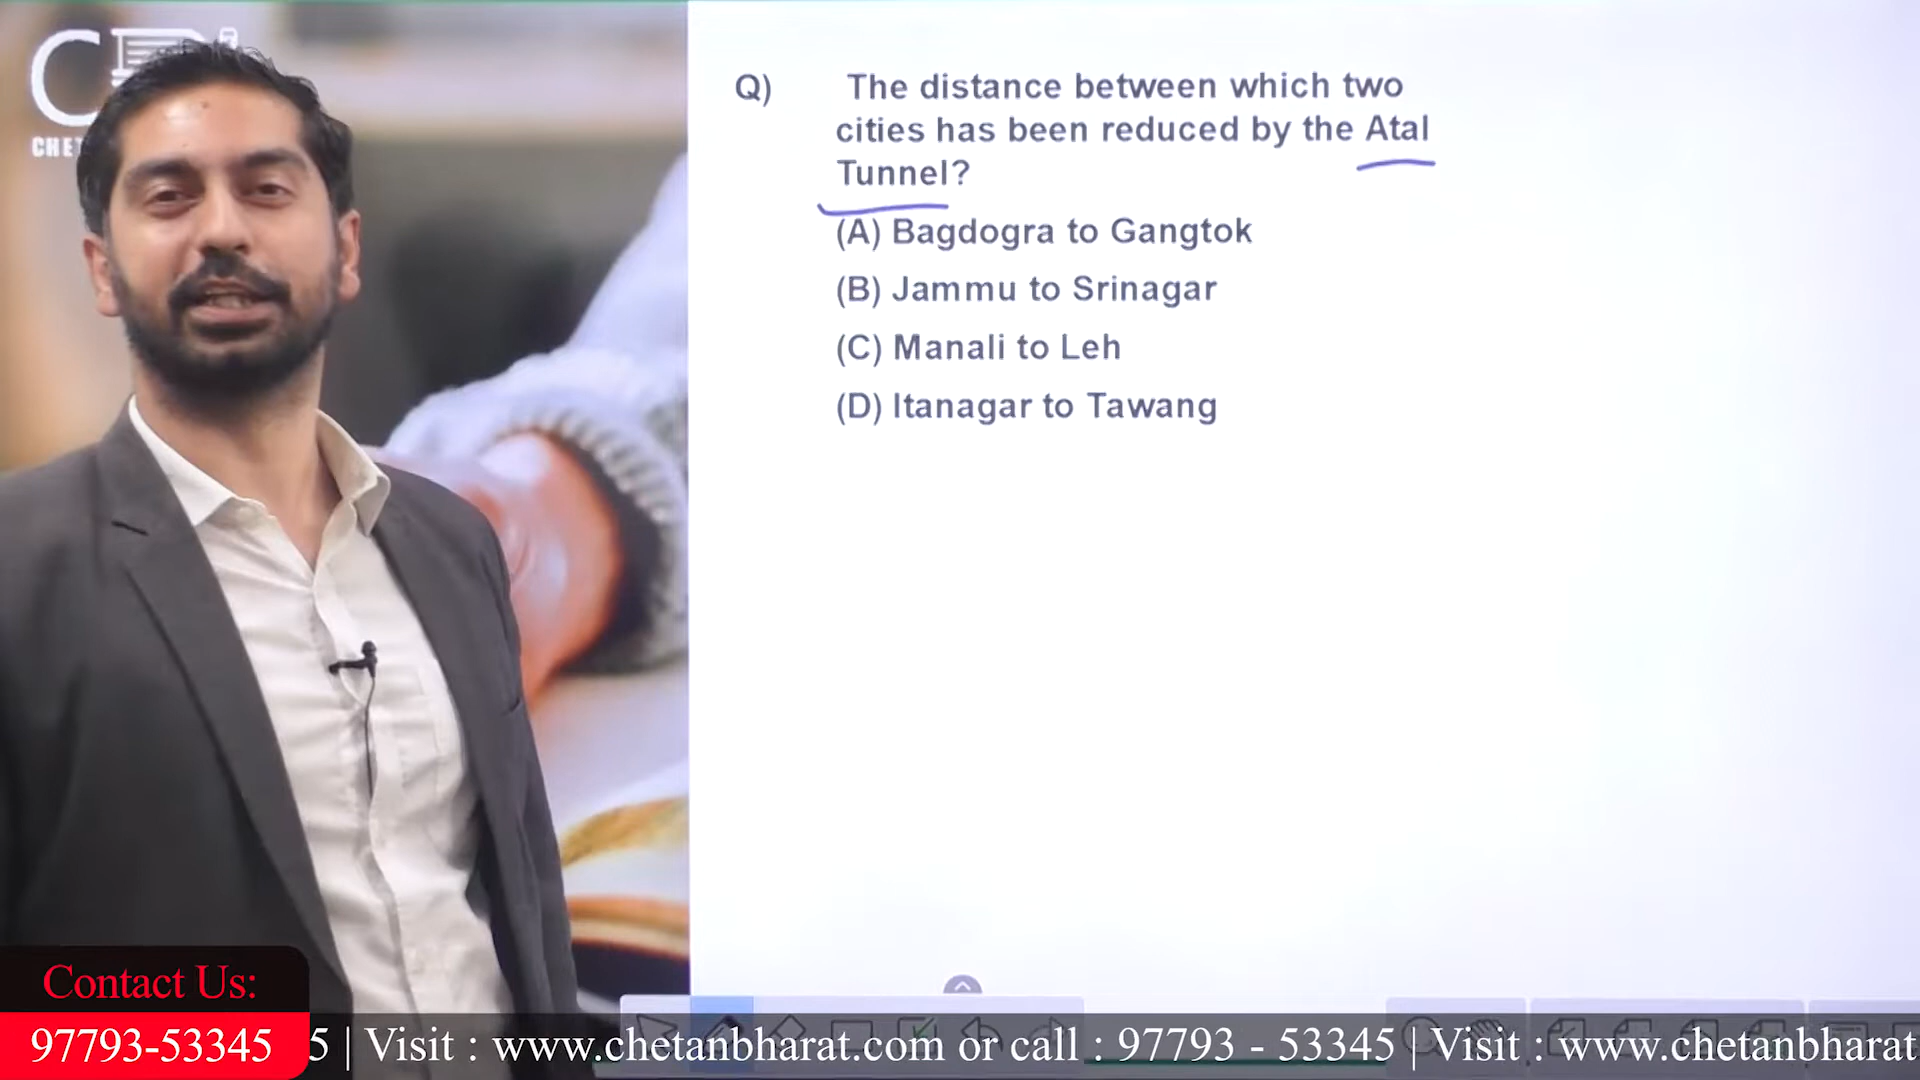 CHET
Q) The distance between which two
cities has been reduced by the Atal
Tunnel?
(A) Bagdogra to Gangtok
(B) Jammu to Srinagar
(C) Manali to Leh
(D) Itanagar to Tawang
Contact Us:
97793-53345
5 | Visit : www.chetanbharat.com or call : 97793 - 53345 | Visit : www.chetanbharat